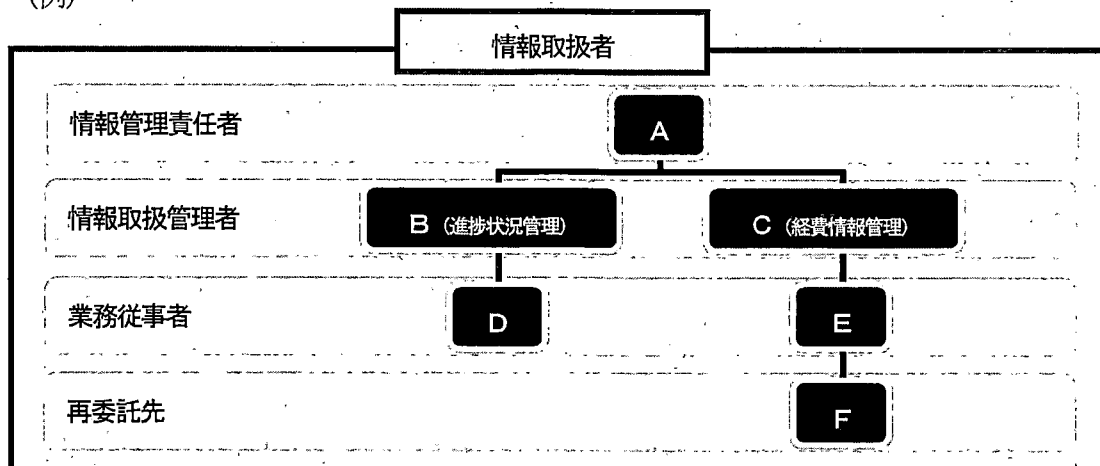 (例)
情報取扱者
情報管理責任者
A
情報取扱管理者
B (進捗状況管理)
C (経費情報管理)
業務従事者
D
E
再委託先
F